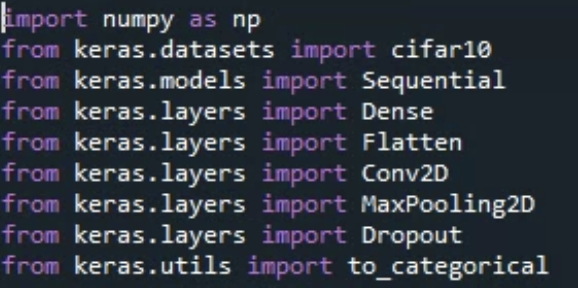 import numpy as np
from keras.datasets import cifar10
from keras.models import Sequential
from keras.layers import Dense
from keras.layers import Flatten
from keras.layers import Conv2D
from keras.layers import MaxPooling2D
from keras.layers import Dropout
from keras.utils import to_categorical